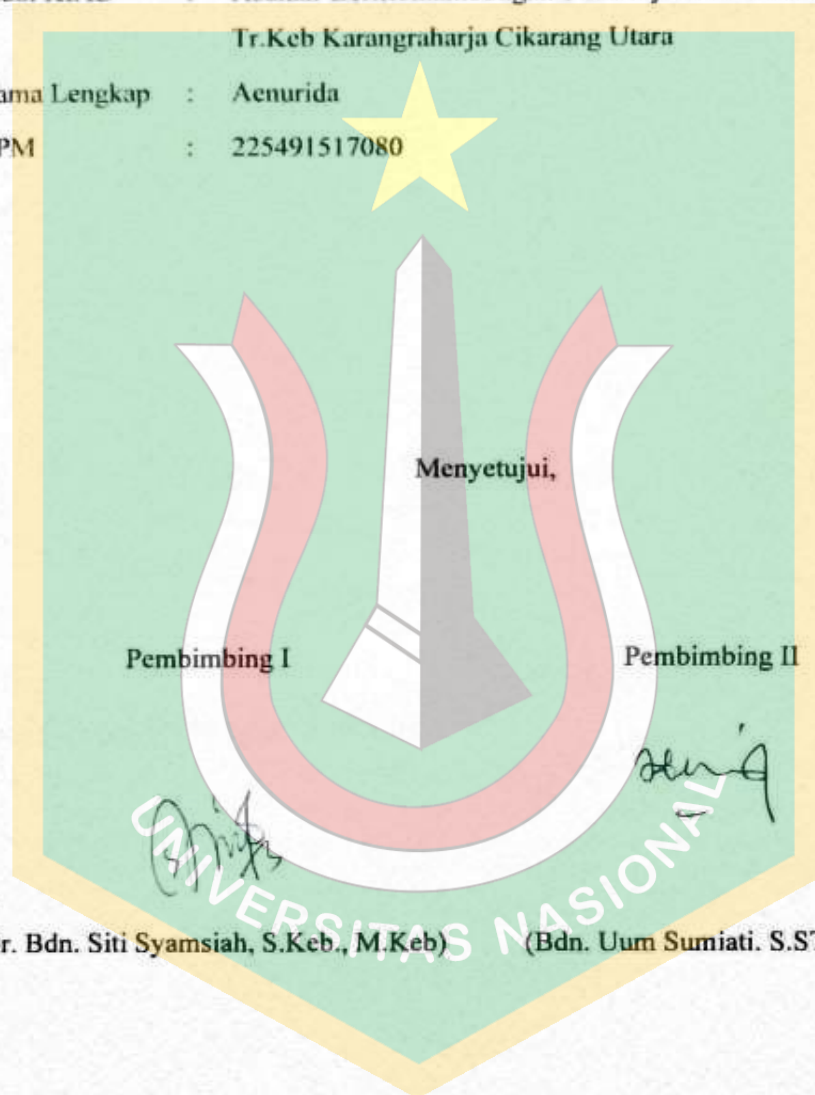 Tr.Keb Karangraharja Cikarang Utara
ama Lengkap : Aenurida
PM : 225491517080
Menyetujui,
Pembimbing I Pembimbing II
UNIVERSITAS NASIONAL
r. Bdn. Siti Syamsiah, S.Keb., M.Keb) (Bdn. Uum Sumiati. S.ST